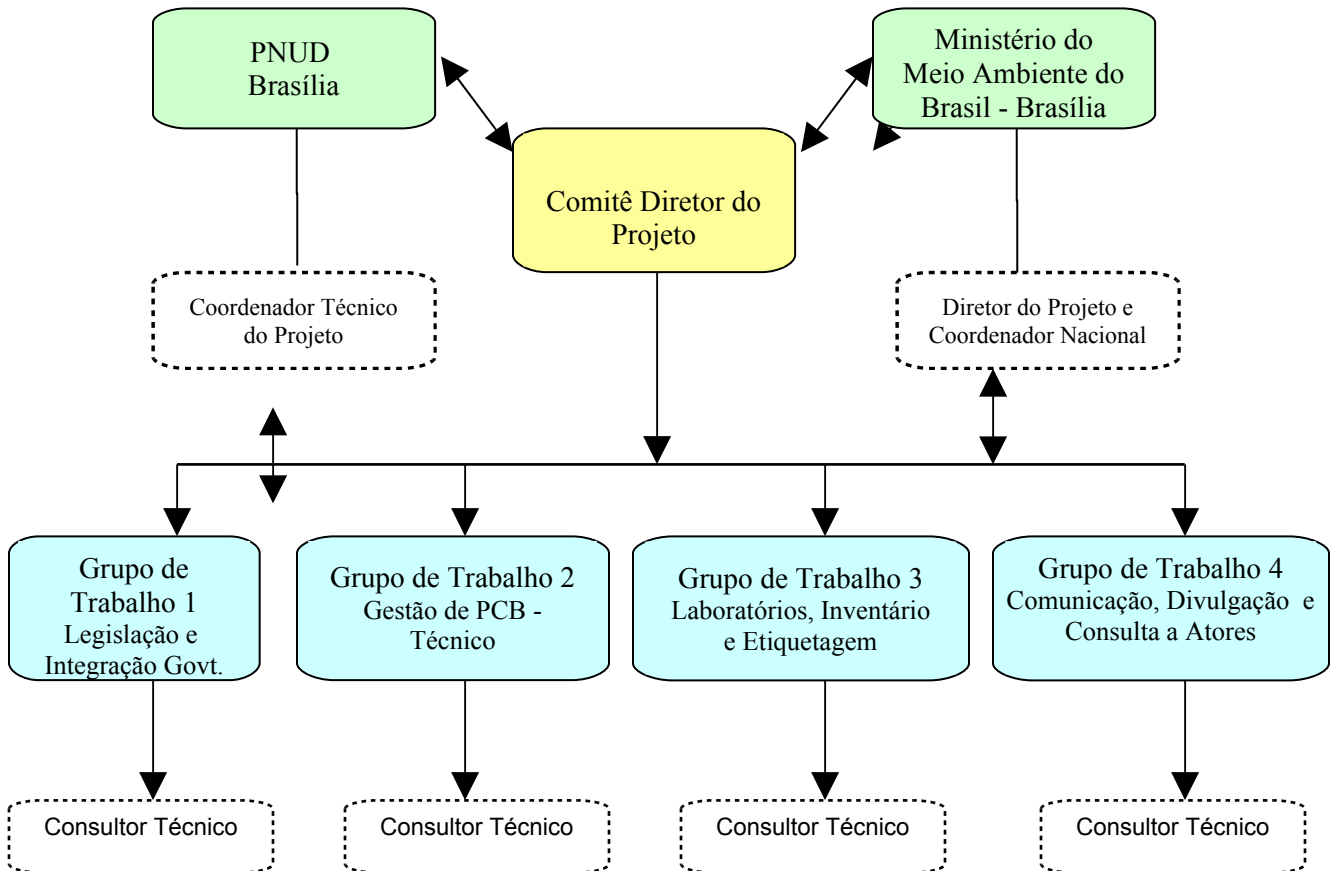 PNUD
Brasília
Ministério do
Meio Ambiente do
Brasil - Brasília
Comitê Diretor do
Projeto
Coordenador Técnico
do Projeto
Diretor do Projeto e
Coordenador Nacional
Grupo de
Trabalho 1
Legislação e
Integração Govt.
Grupo de Trabalho 2
Gestão de PCB -
Técnico
Grupo de Trabalho 3
Laboratórios, Inventário
e Etiquetagem
Grupo de Trabalho 4
Comunicação, Divulgação e
Consulta a Atores
Consultor Técnico
Consultor Técnico
Consultor Técnico
Consultor Técnico